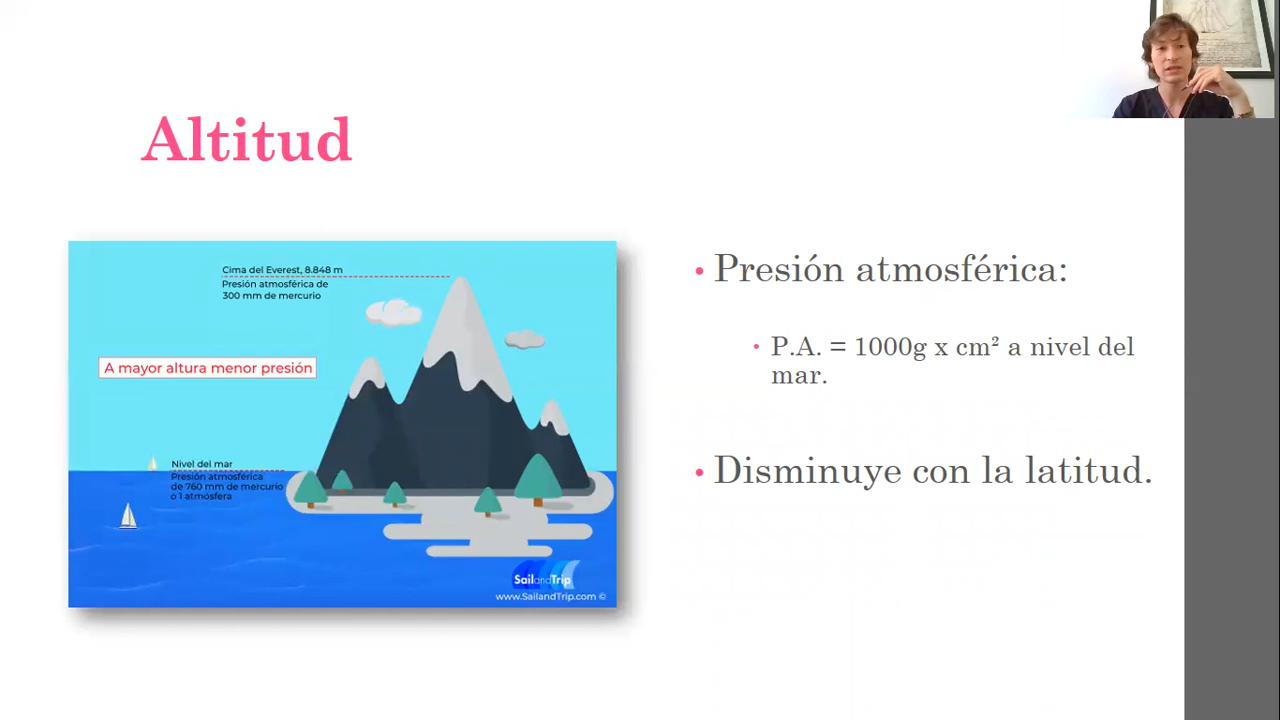 Altitud
Cima del Everest, 8.848 m
Presión atmosférica de
300 mm de mercurio
A mayor altura menor presión
Nivel del mar
Presión atmosférica
de 760 mm de mercurio
o 1 atmósfera
SailandTrip
www.SailandTrip.com ©
• Presión atmosférica:
• P.A. = 1000g x cm² a nivel del
mar.
• Disminuye con la latitud.